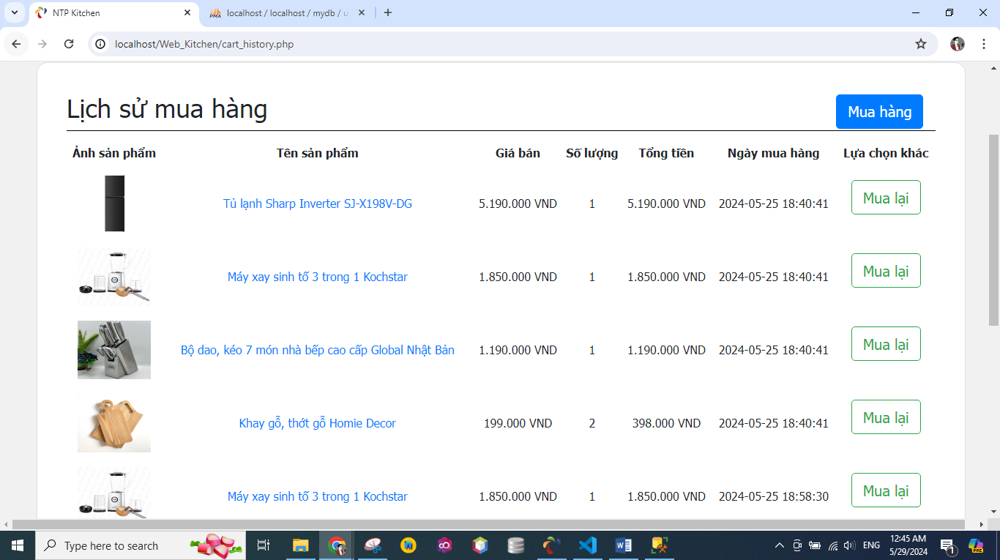 NTP Kitchen
localhost / localhost / mydb / u
localhost/Web_Kitchen/cart_history.php
Lịch sử mua hàng
Mua hàng
Ảnh sản phẩm Tên sản phẩm Giá bán Số lượng Tổng tiền Ngày mua hàng Lựa chọn khác
Tủ lạnh Sharp Inverter SJ-X198V-DG 5.190.000 VND 1 5.190.000 VND 2024-05-25 18:40:41 Mua lại
Máy xay sinh tố 3 trong 1 Kochstar 1.850.000 VND 1 1.850.000 VND 2024-05-25 18:40:41 Mua lại
Bộ dao, kéo 7 món nhà bếp cao cấp Global Nhật Bản 1.190.000 VND 1 1.190.000 VND 2024-05-25 18:40:41 Mua lại
Khay gỗ, thớt gỗ Homie Decor 199.000 VND 2 398.000 VND 2024-05-25 18:40:41 Mua lại
Máy xay sinh tố 3 trong 1 Kochstar 1.850.000 VND 1 1.850.000 VND 2024-05-25 18:58:30 Mua lại
Type here to search
ENG
12:45 AM
5/29/2024
1